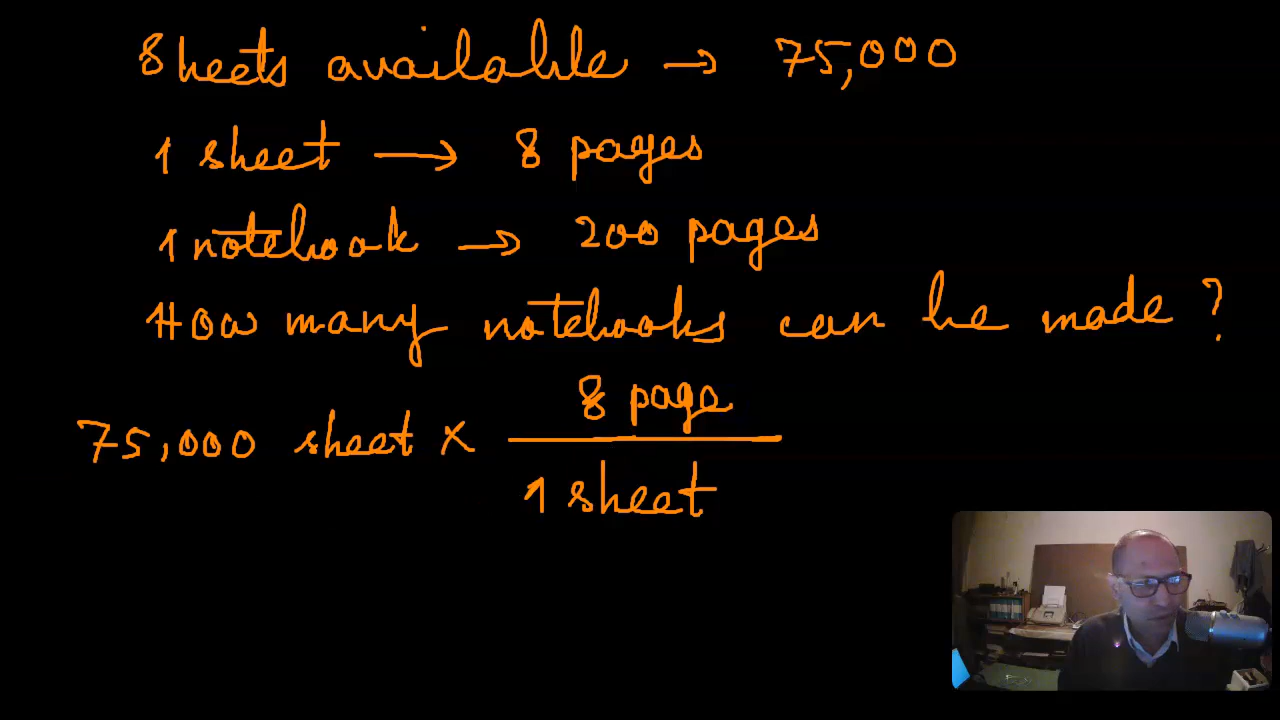 Sheets available → 75,000
1 sheet → 8 pages
1 notebook → 200 pages
How many notebooks can be made?
75,000 sheet × 8 page
1 sheet